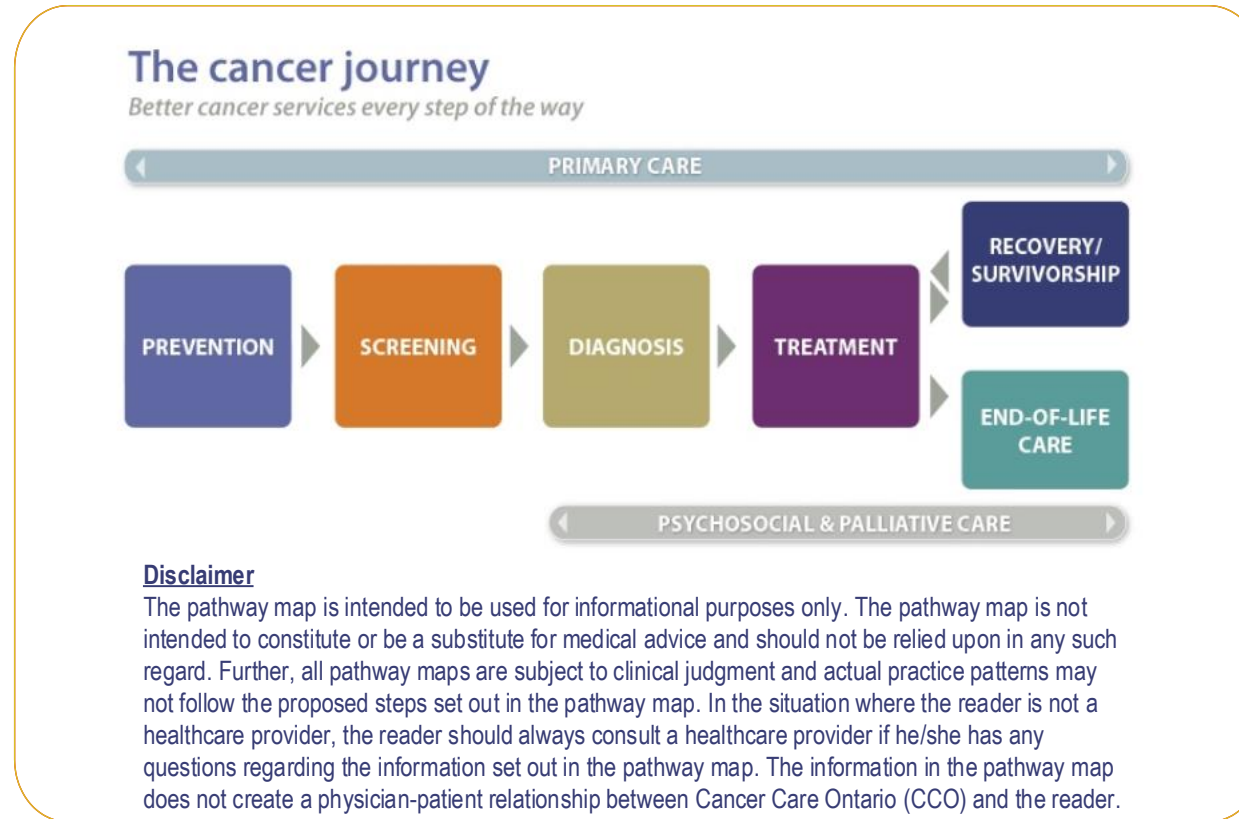 The cancer journey
Better cancer services every step of the way
PRIMARY CARE
PREVENTION
SCREENING
DIAGNOSIS
TREATMENT
RECOVERY/
SURVIVORSHIP
END-OF-LIFE
CARE
PSYCHOSOCIAL & PALLIATIVE CARE
Disclaimer
The pathway map is intended to be used for informational purposes only. The pathway map is not
intended to constitute or be a substitute for medical advice and should not be relied upon in any such
regard. Further, all pathway maps are subject to clinical judgment and actual practice patterns may
not follow the proposed steps set out in the pathway map. In the situation where the reader is not a
healthcare provider, the reader should always consult a healthcare provider if he/she has any
questions regarding the information set out in the pathway map. The information in the pathway map
does not create a physician-patient relationship between Cancer Care Ontario (CCO) and the reader.